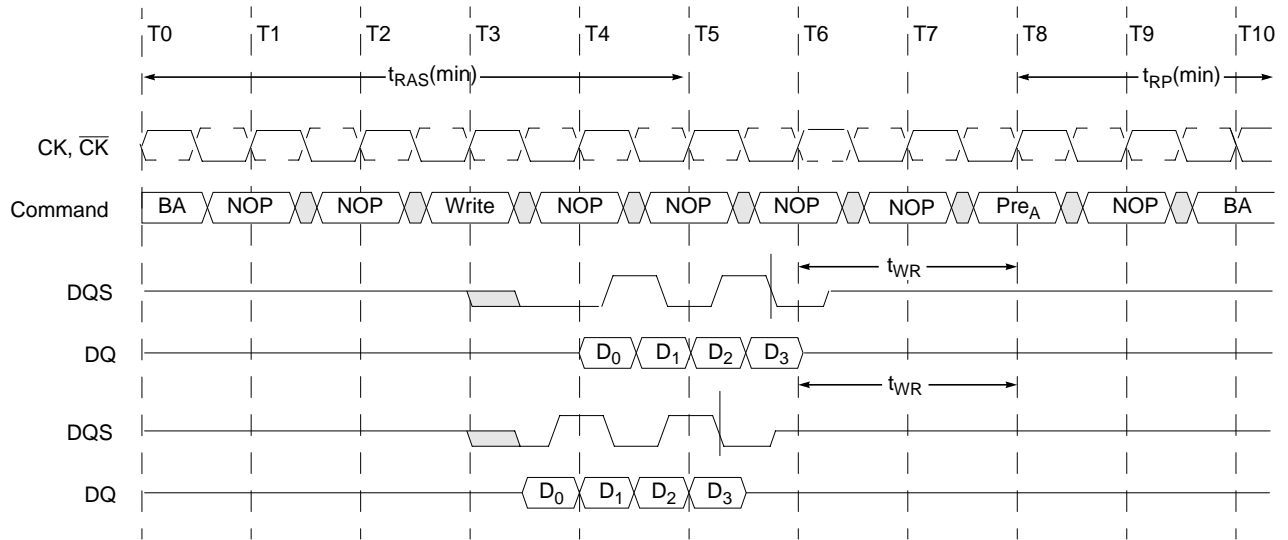 T0 T1 T2 T3 T4 T5 T6 T7 T8 T9 T10
tRAS(min) tRP(min)
CK, C̅K̅
Command BA NOP NOP Write NOP NOP NOP NOP PreA NOP BA
tWR
DQS
DQ D0 D1 D2 D3
tWR
DQS
DQ D0 D1 D2 D3